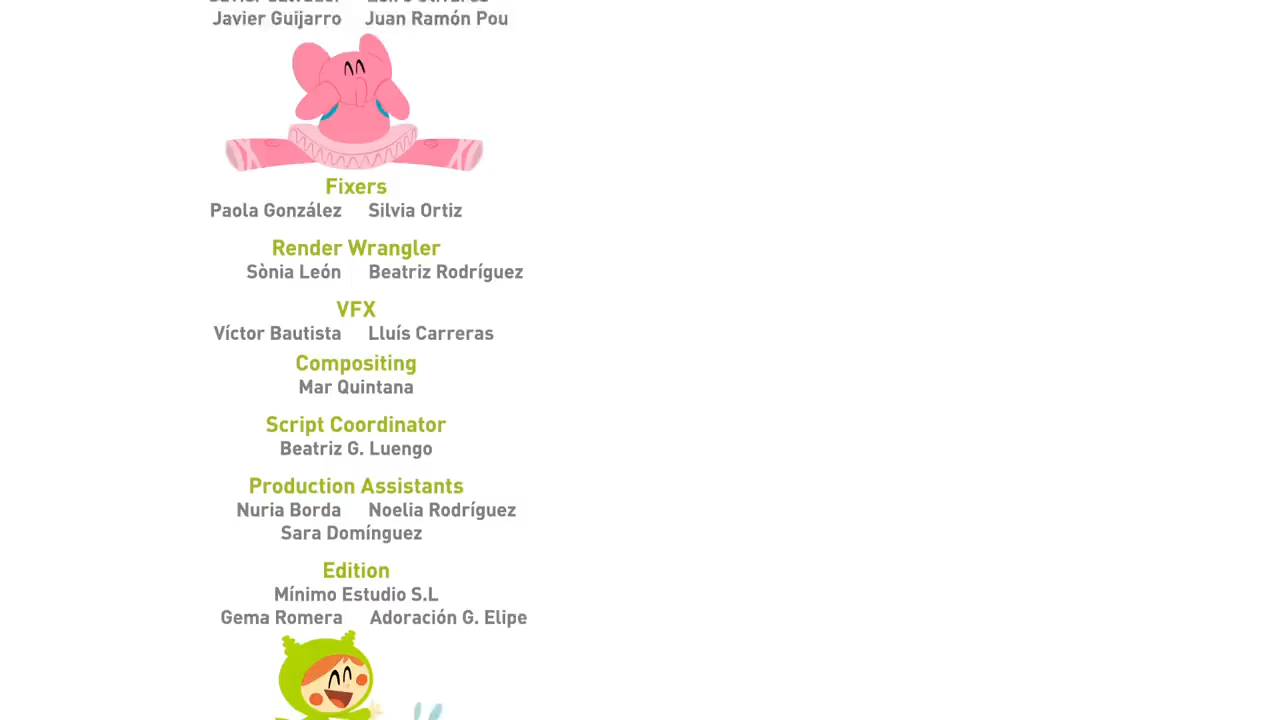 Javier Guijarro Juan Ramón Pou
Fixers
Paola González Silvia Ortiz
Render Wrangler
Sònia León Beatriz Rodríguez
VFX
Víctor Bautista Lluís Carreras
Compositing
Mar Quintana
Script Coordinator
Beatriz G. Luengo
Production Assistants
Nuria Borda Noelia Rodríguez
Sara Domínguez
Edition
Mínimo Estudio S.L
Gema Romera Adoración G. Elipe